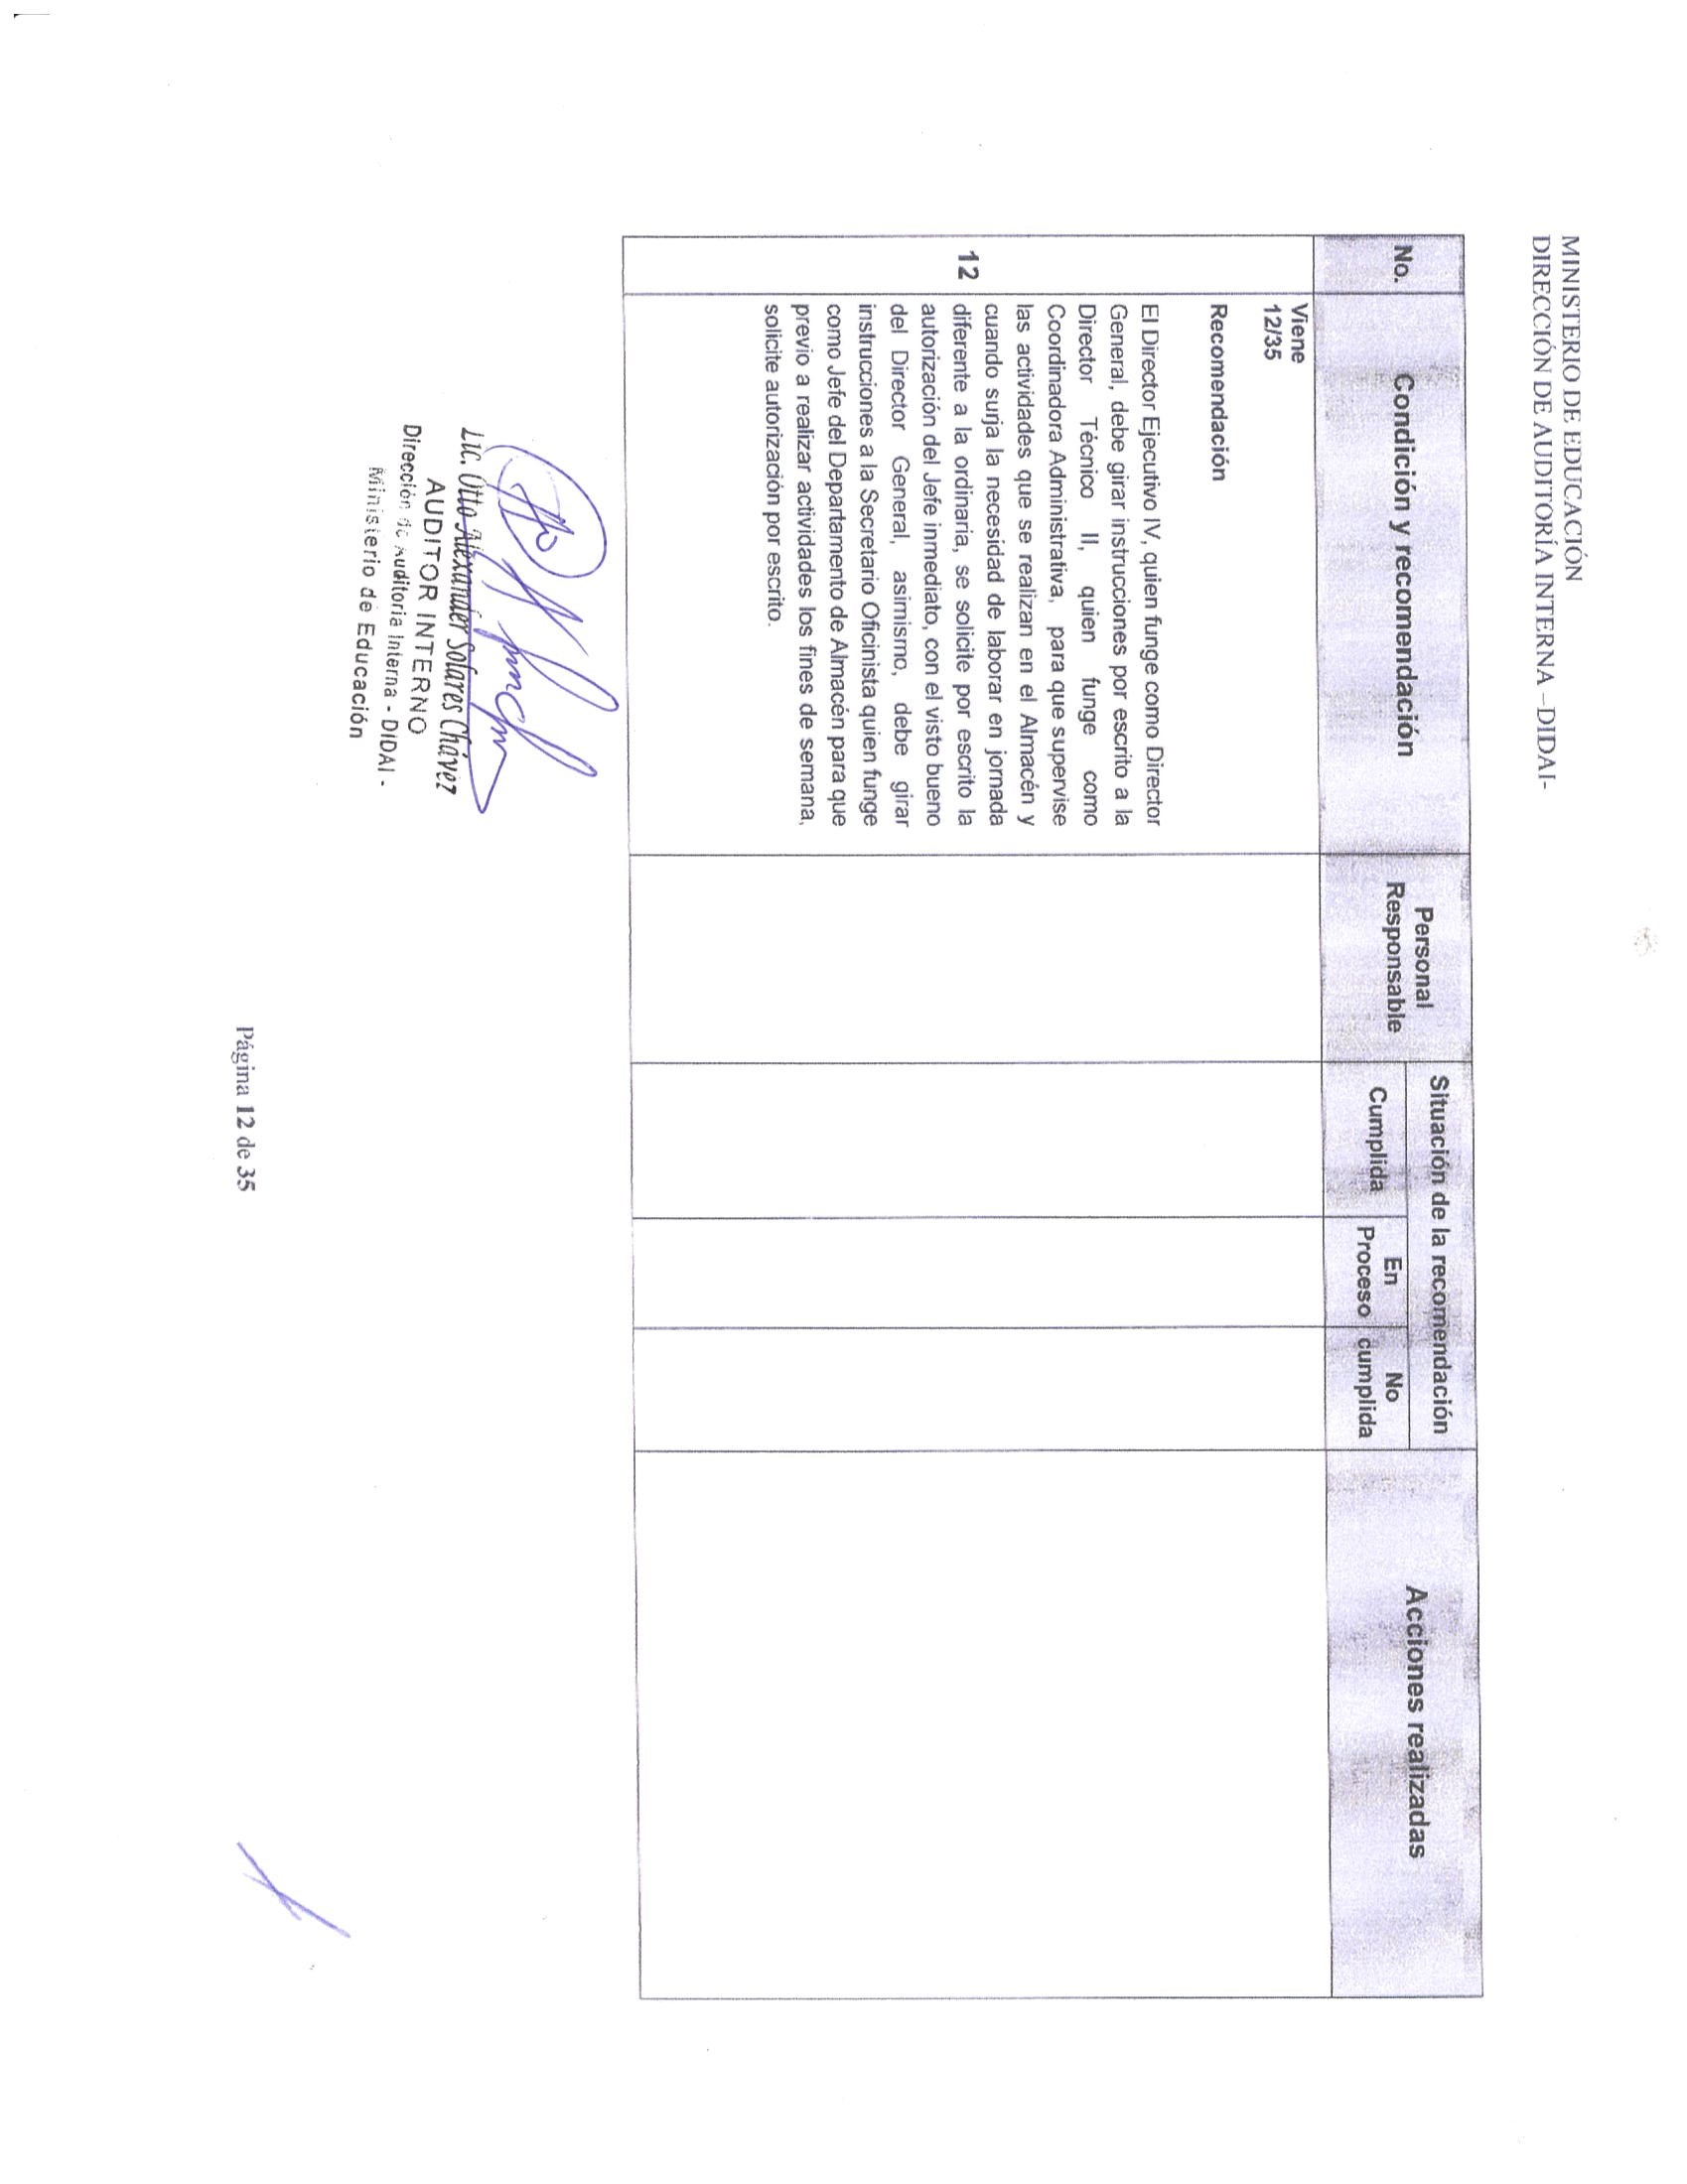 MINISTERIO DE EDUCACIÓN
DIRECCIÓN DE AUDITORÍA INTERNA –DIDAI-
No.
Condición y recomendación
Personal
Responsable
Situación de la recomendación
Cumplida
En
Proceso
No
cumplida
Acciones realizadas
Viene
12/35
Recomendación
12
El Director Ejecutivo IV, quien funge como Director
General, debe girar instrucciones por escrito a la
Director Técnico II, quien funge como
Coordinadora Administrativa, para que supervise
las actividades que se realizan en el Almacén y
cuando surja la necesidad de laborar en jornada
diferente a la ordinaria, se solicite por escrito la
autorización del Jefe inmediato, con el visto bueno
del Director General, asimismo, debe girar
instrucciones a la Secretario Oficinista quien funge
como Jefe del Departamento de Almacén para que
previo a realizar actividades los fines de semana,
solicite autorización por escrito.
Lic. Otto Alexander Solares Chávez
AUDITOR INTERNO
Dirección de Auditoria Interna - DIDAI -
Ministerio de Educación
Página 12 de 35